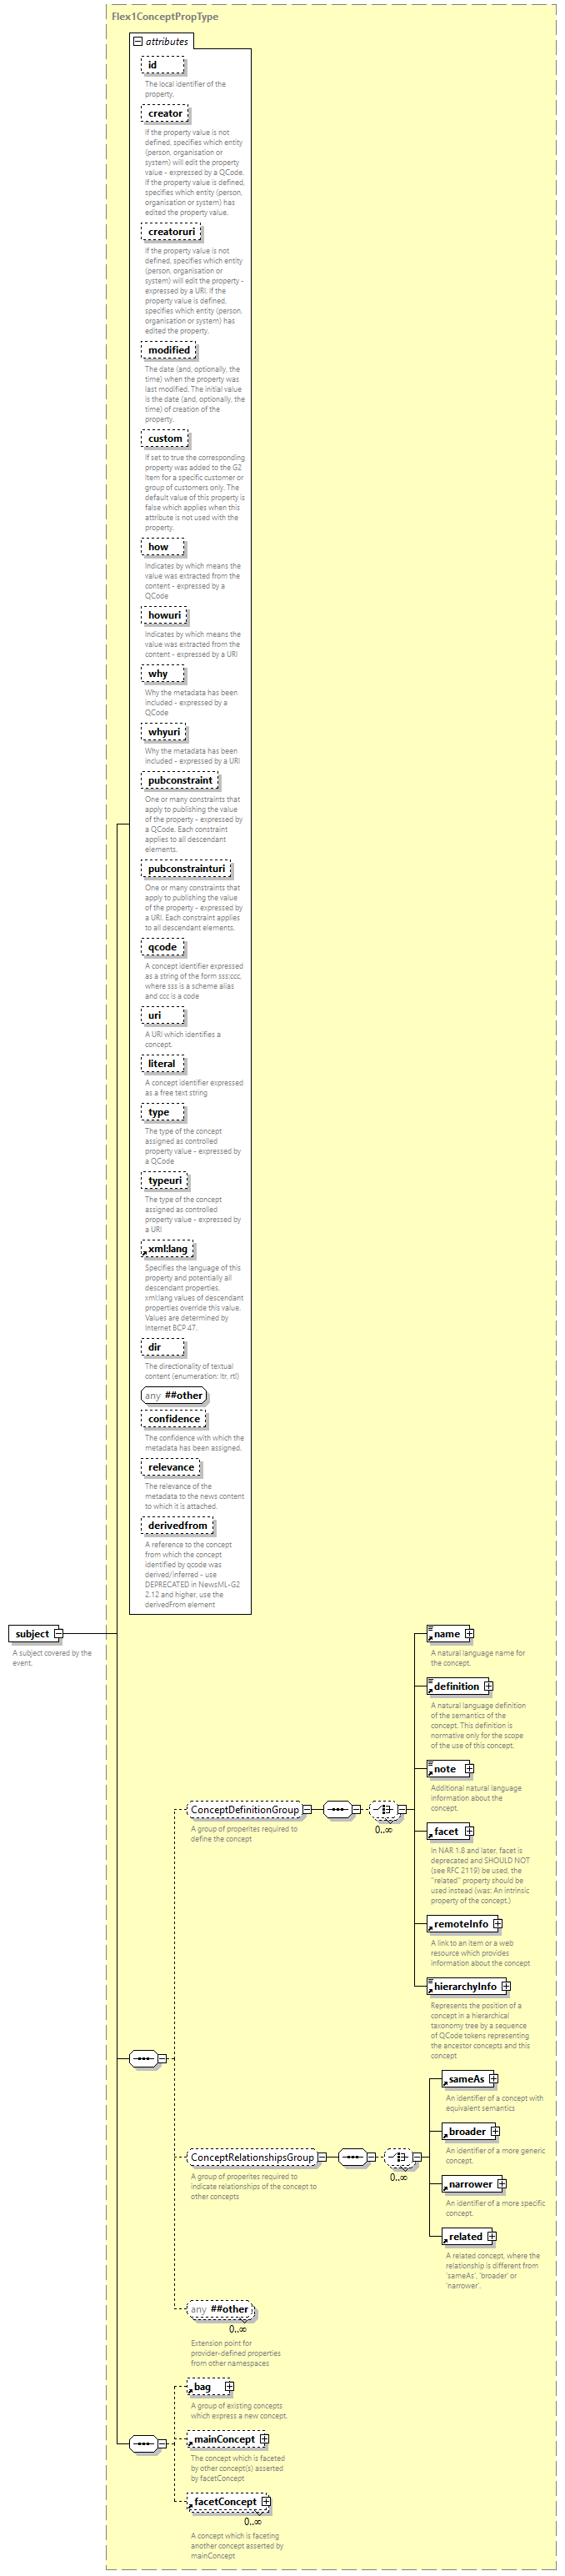 Flex1ConceptPropType
attributes
id
The local identifier of the
property.
creator
If the property value is not
defined, specifies which entity
(person, organisation or
system) will edit the property
value - expressed by a QCode.
If the property value is defined,
specifies which entity (person,
organisation or system) has
edited the property value.
creatoruri
If the property value is not
defined, specifies which entity
(person, organisation or
system) will edit the property -
expressed by a URI. If the
property value is defined,
specifies which entity (person,
organisation or system) has
edited the property.
modified
The date (and, optionally, the
time) when the property was
last modified. The initial value
is the date (and, optionally, the
time) of creation of the
property.
custom
If set to true the corresponding
property was added to the G2
Item for a specific customer or
group of customers only. The
default value of this property is
false which applies when this
attribute is not used with the
property.
how
Indicates by which means the
value was extracted from the
content - expressed by a
QCode
howuri
Indicates by which means the
value was extracted from the
content - expressed by a URI
why
Why the metadata has been
included - expressed by a
QCode
whyuri
Why the metadata has been
included - expressed by a URI
pubconstraint
One or many constraints that
apply to publishing the value
of the property - expressed by
a QCode. Each constraint
applies to all descendant
elements.
pubconstrainturi
One or many constraints that
apply to publishing the value
of the property - expressed by
a URI. Each constraint applies
to all descendant elements.
qcode
A concept identifier expressed
as a string of the form sss:ccc,
where sss is a scheme alias
and ccc is a code
uri
A URI which identifies a
concept.
literal
A concept identifier expressed
as a free text string
type
The type of the concept
assigned as controlled
property value - expressed by
a QCode
typeuri
The type of the concept
assigned as controlled
property value - expressed by
a URI
xml:lang
Specifies the language of this
property and potentially all
descendant properties.
xml:lang values of descendant
properties override this value.
Values are determined by
Internet BCP 47.
dir
The directionality of textual
content (enumeration: ltr, rtl)
any ##other
confidence
The confidence with which the
metadata has been assigned.
relevance
The relevance of the
metadata to the news content
to which it is attached.
derivedfrom
A reference to the concept
from which the concept
identified by qcode was
derived/inferred - use
DEPRECATED in NewsML-G2
2.12 and higher, use the
derivedFrom element
subject
A subject covered by the
event.
name
A natural language name for
the concept.
definition
A natural language definition
of the semantics of the
concept. This definition is
normative only for the scope
of the use of this concept.
note
Additional natural language
information about the
concept.
ConceptDefinitionGroup
0..∞
A group of properites required to
define the concept
facet
In NAR 1.8 and later, facet is
deprecated and SHOULD NOT
(see RFC 2119) be used, the
"related" property should be
used instead (was: An intrinsic
property of the concept.)
remoteInfo
A link to an item or a web
resource which provides
information about the concept
hierarchyInfo
Represents the position of a
concept in a hierarchical
taxonomy tree by a sequence
of QCode tokens representing
the ancestor concepts and this
concept
sameAs
An identifier of a concept with
equivalent semantics
broader
An identifier of a more generic
concept.
ConceptRelationshipsGroup
0..∞
A group of properites required to
indicate relationships of the concept to
other concepts
narrower
An identifier of a more specific
concept.
related
A related concept, where the
relationship is different from
'sameAs', 'broader' or
'narrower'.
any ##other
0..∞
Extension point for
provider-defined properties
from other namespaces
bag
A group of existing concepts
which express a new concept.
mainConcept
The concept which is faceted
by other concept(s) asserted
by facetConcept
facetConcept
0..∞
A concept which is faceting
another concept asserted by
mainConcept